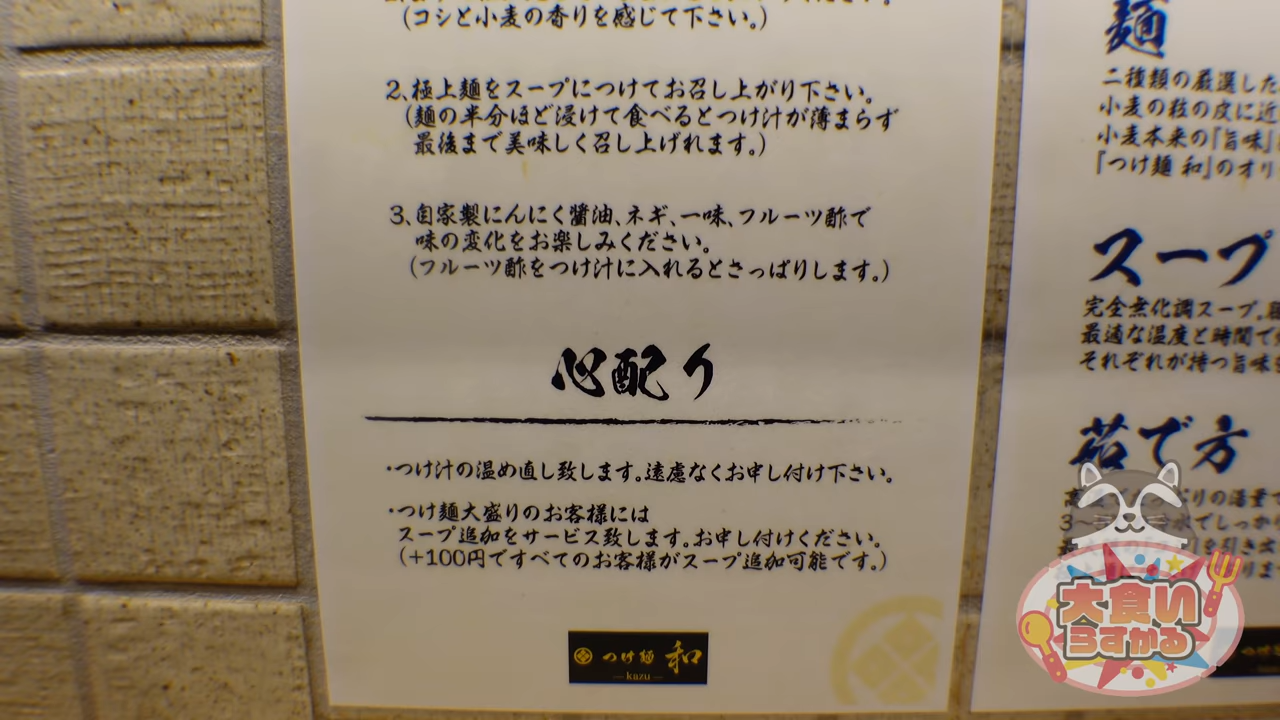 (コシと小麦の香りを感じて下さい。)
2、極上麺をスープにつけてお召し上がり下さい。
(麺の半分ほど浸けて食べるとつけ汁が薄まらず
最後まで美味しく召し上げれます。)
3、自家製にんにく醤油、ネギ、一味、フルーツ酢で
味の変化をお楽しみください。
(フルーツ酢をつけ汁に入れるとさっぱりします。)
心配り
・つけ汁の温め直し致します。遠慮なくお申し付け下さい。
・つけ麺大盛りのお客様には
スープ追加をサービス致します。お申し付けください。
(+100円ですべてのお客様がスープ追加可能です。)
つけ麺 和
kazu
麺
二種類の厳選した
小麦の粒の皮に近
小麦本来の『旨味』
『つけ麺 和』のオリ
スープ
完全無化調スープ。
最適な温度と時間で
それぞれが持つ旨味
茹で方
大食い
らすかる